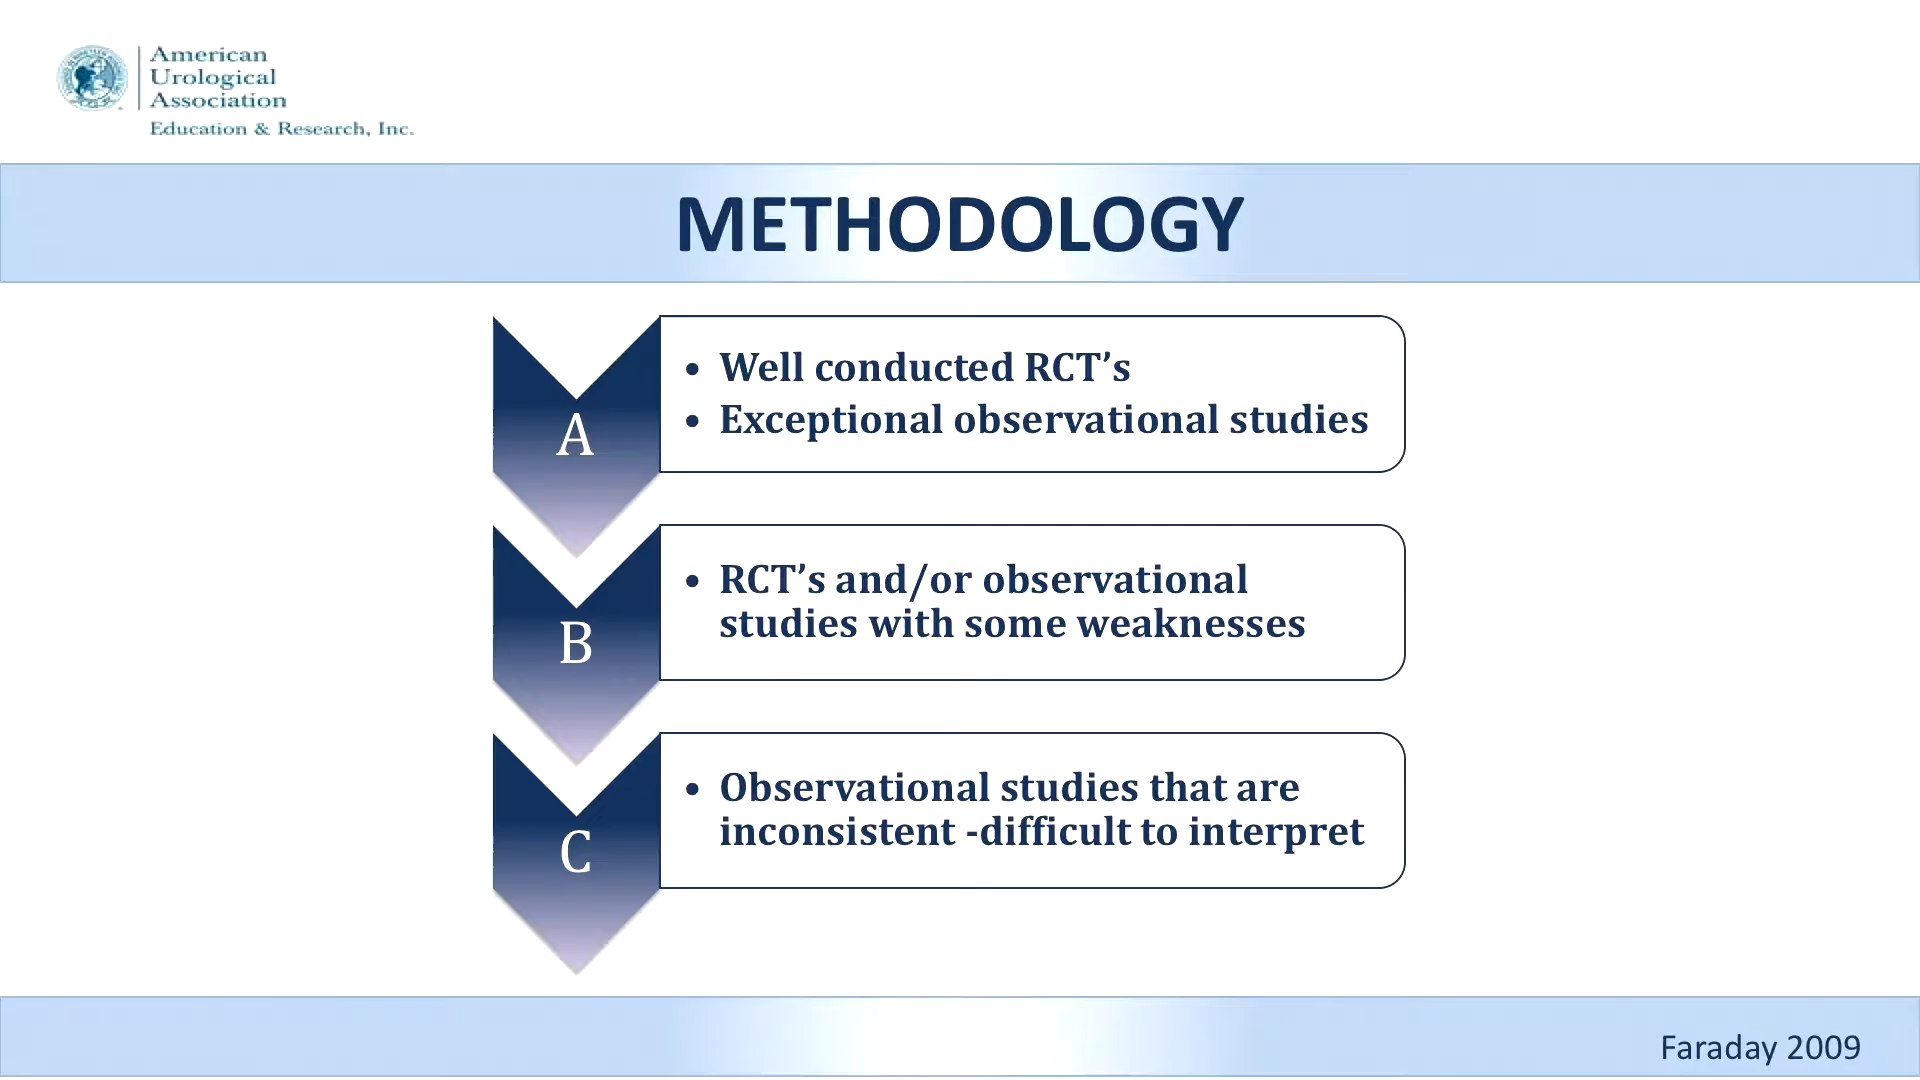 American
Urological
Association
Education & Research, Inc.
METHODOLOGY
A
• Well conducted RCT’s
• Exceptional observational studies
B
• RCT’s and/or observational
studies with some weaknesses
C
• Observational studies that are
inconsistent -difficult to interpret
Faraday 2009